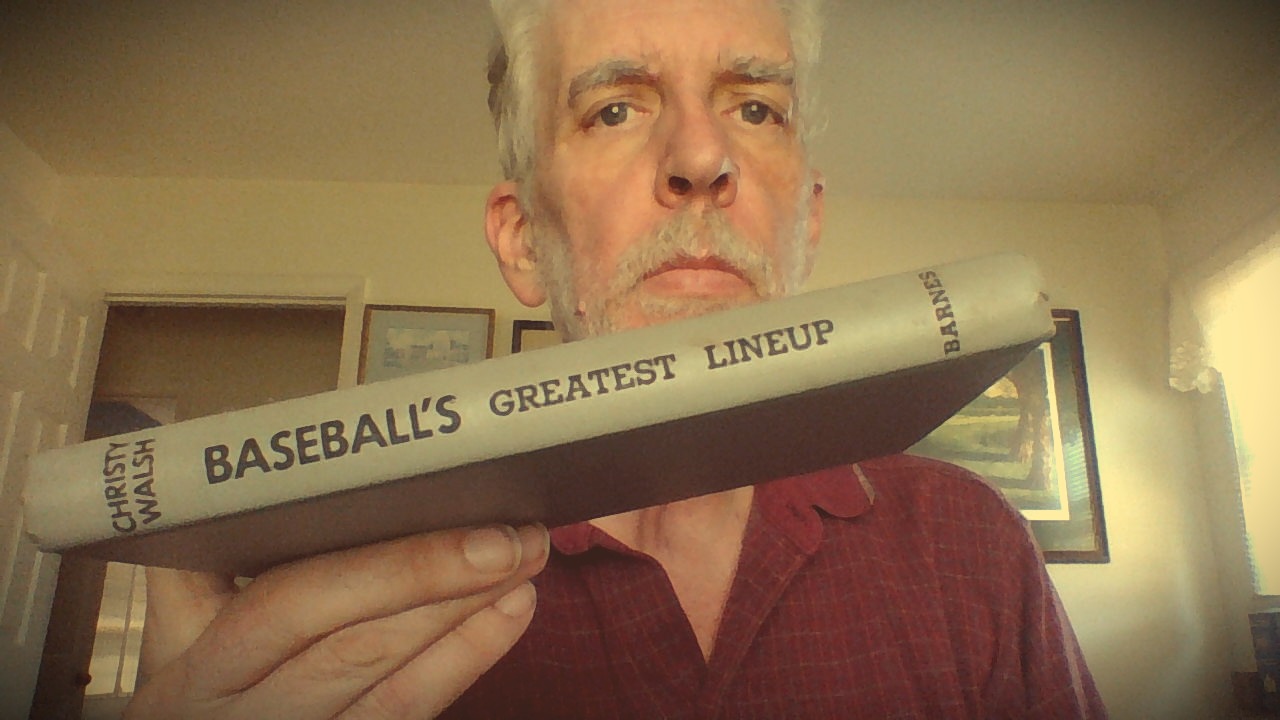 CHRISTY
WALSH
BASEBALL'S GREATEST LINEUP
BARNES